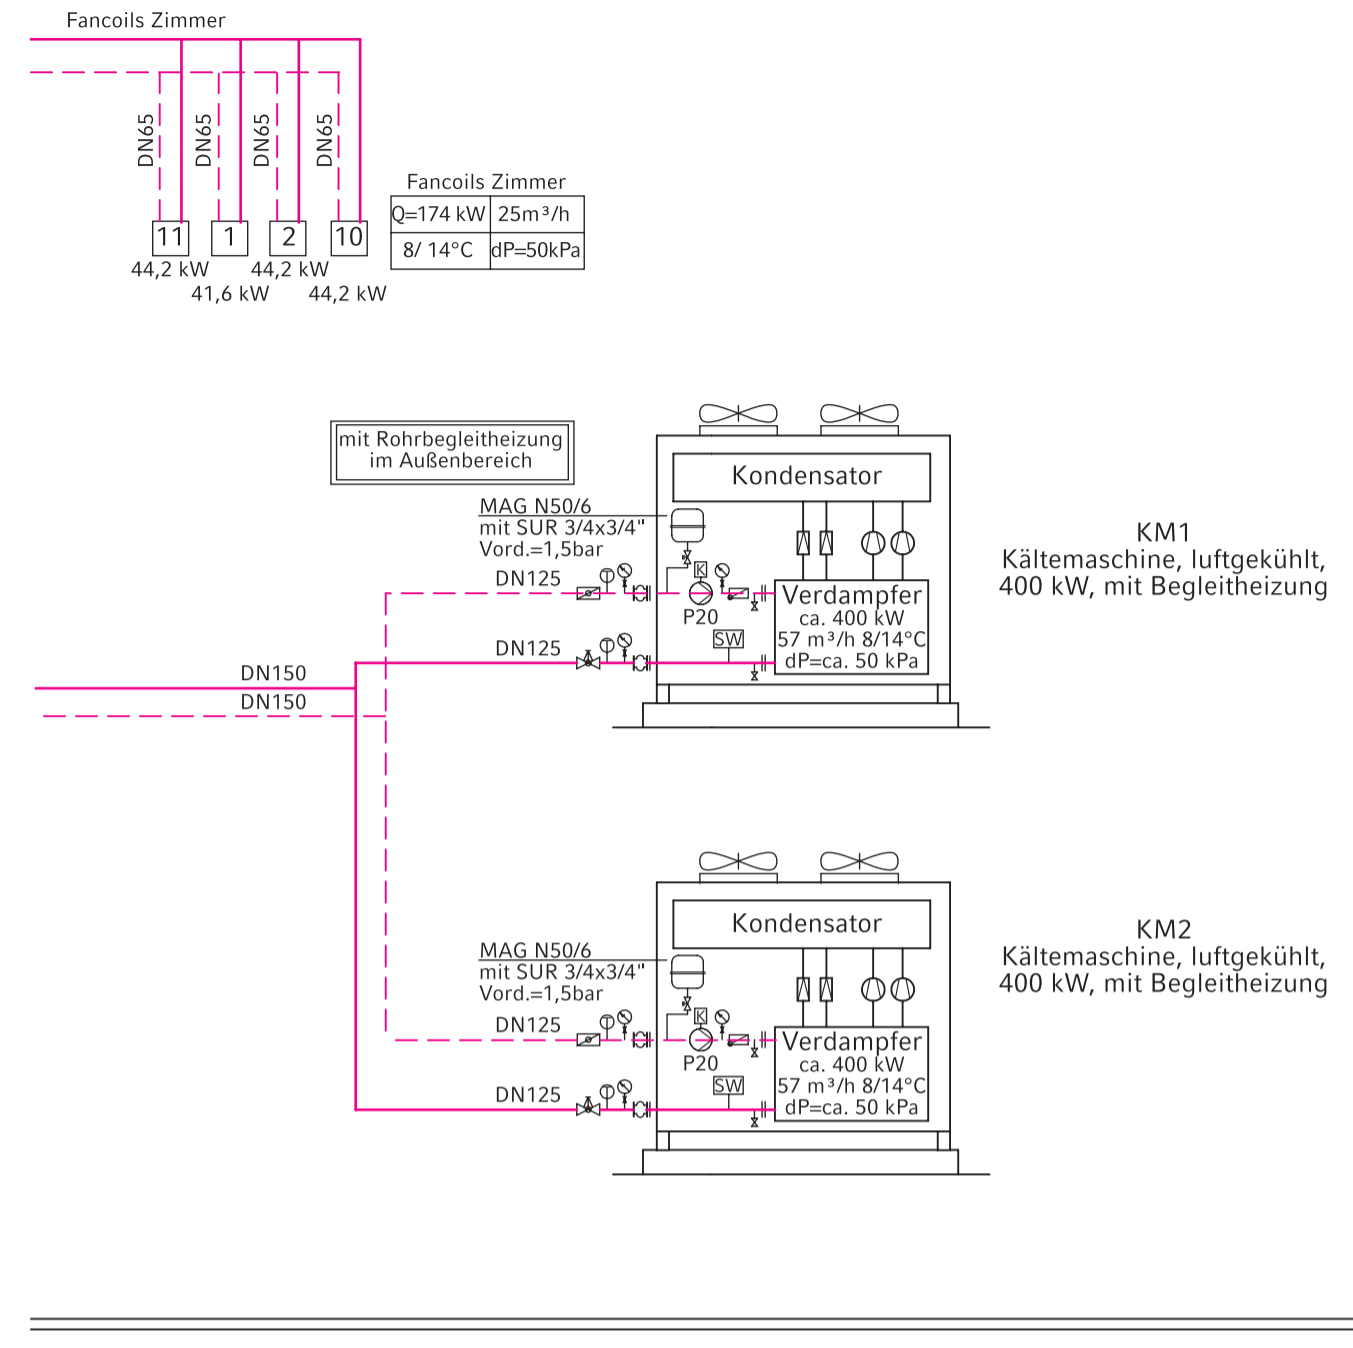 Fancoils Zimmer
DN65
DN65
DN65
DN65
11
1
2
10
44,2 kW
41,6 kW
44,2 kW
44,2 kW
Fancoils Zimmer
Q=174 kW
25m³/h
8/ 14°C
dP=50kPa
mit Rohrbegleitheizung
im Außenbereich
MAG N50/6
mit SUR 3/4x3/4"
Vord.=1,5bar
DN125
T
K
P20
DN125
T
SW
Kondensator
Verdampfer
ca. 400 kW
57 m³/h 8/14°C
dP=ca. 50 kPa
KM1
Kältemaschine, luftgekühlt,
400 kW, mit Begleitheizung
DN150
DN150
MAG N50/6
mit SUR 3/4x3/4"
Vord.=1,5bar
DN125
T
K
P20
DN125
T
SW
Kondensator
Verdampfer
ca. 400 kW
57 m³/h 8/14°C
dP=ca. 50 kPa
KM2
Kältemaschine, luftgekühlt,
400 kW, mit Begleitheizung